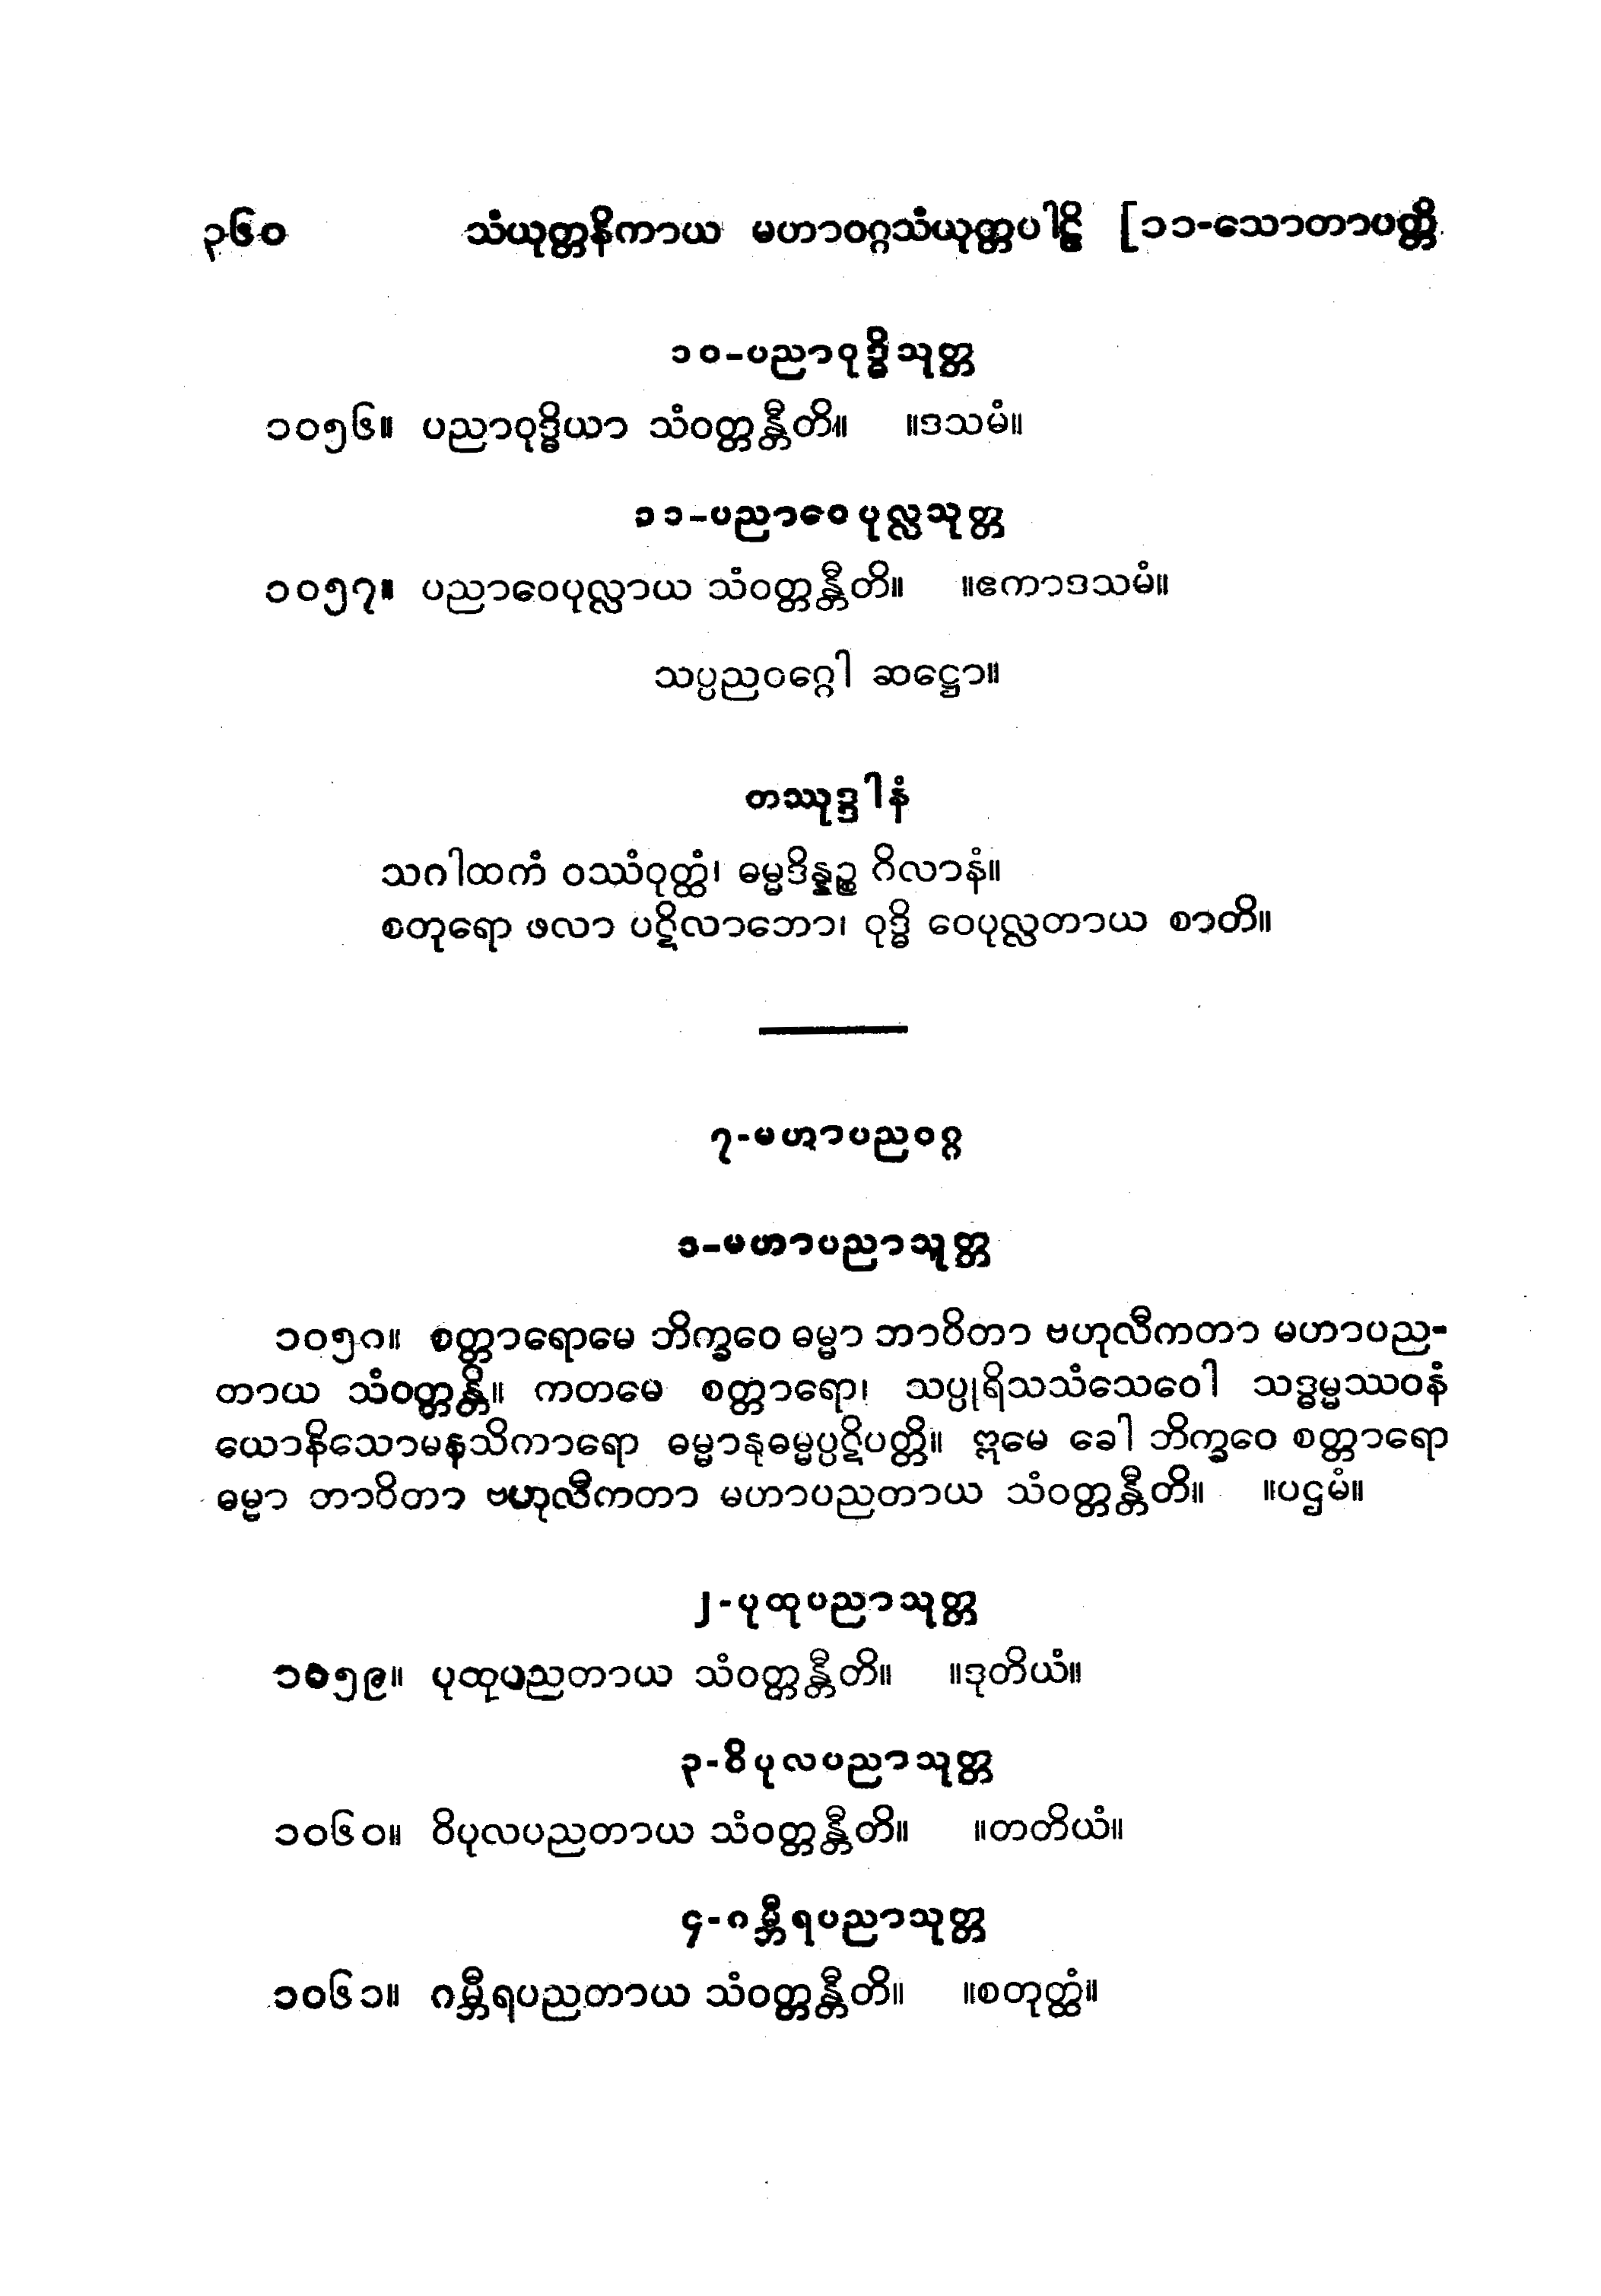 ၃၆၀ သံယုတ္တနိကာယ မဟာဝဂ္ဂသံယုတ္တပါဠိ [၁၁-သောတာပတ္တိ
၁၀-ပညာဝုဒ္ဓိသုတ္တ
၁၀၅၆။ ပညာဝုဒ္ဓိယာ သံဝတ္တန္တီတိ။ ။ဒသမံ။
၁၁-ပညာဝေပုလ္လသုတ္တ
၁၀၅၇။ ပညာဝေပုလ္လာယ သံဝတ္တန္တီတိ။ ။ဧကာဒသမံ။
သပ္ပညဝဂ္ဂေါ ဆဋ္ဌော။
တဿုဒ္ဒါနံ
သဂါထကံ ဝဿံဝုတ္ထံ၊ ဓမ္မဒိန္နဉ္စ ဂိလာနံ။
စတုရော ဖလာ ပဋိလာဘော၊ ဝုဒ္ဓိ ဝေပုလ္လတာယ စာတိ။
၇-မဟာပညဝဂ္ဂ
၁-မဟာပညာသုတ္တ
၁၀၅၈။ စတ္တာရောမေ ဘိက္ခဝေ ဓမ္မာ ဘာဝိတာ ဗဟုလီကတာ မဟာပည-
တာယ သံဝတ္တန္တိ။ ကတမေ စတ္တာရော၊ သပ္ပုရိသသံသေဝေါ သဒ္ဓမ္မဿဝနံ
ယောနိသောမနသိကာရော ဓမ္မာနုဓမ္မပ္ပဋိပတ္တိ။ ဣမေ ခေါ ဘိက္ခဝေ စတ္တာရော
ဓမ္မာ ဘာဝိတာ ဗဟုလီကတာ မဟာပညတာယ သံဝတ္တန္တီတိ။ ။ပဌမံ။
၂-ပုထုပညာသုတ္တ
၁၀၅၉။ ပုထုပညတာယ သံဝတ္တန္တီတိ။ ။ဒုတိယံ။
၃-ဝိပုလပညာသုတ္တ
၁၀၆၀။ ဝိပုလပညတာယ သံဝတ္တန္တီတိ။ ။တတိယံ။
၄-ဂမ္ဘီရပညာသုတ္တ
၁၀၆၁။ ဂမ္ဘီရပညတာယ သံဝတ္တန္တီတိ။ ။စတုတ္ထံ။